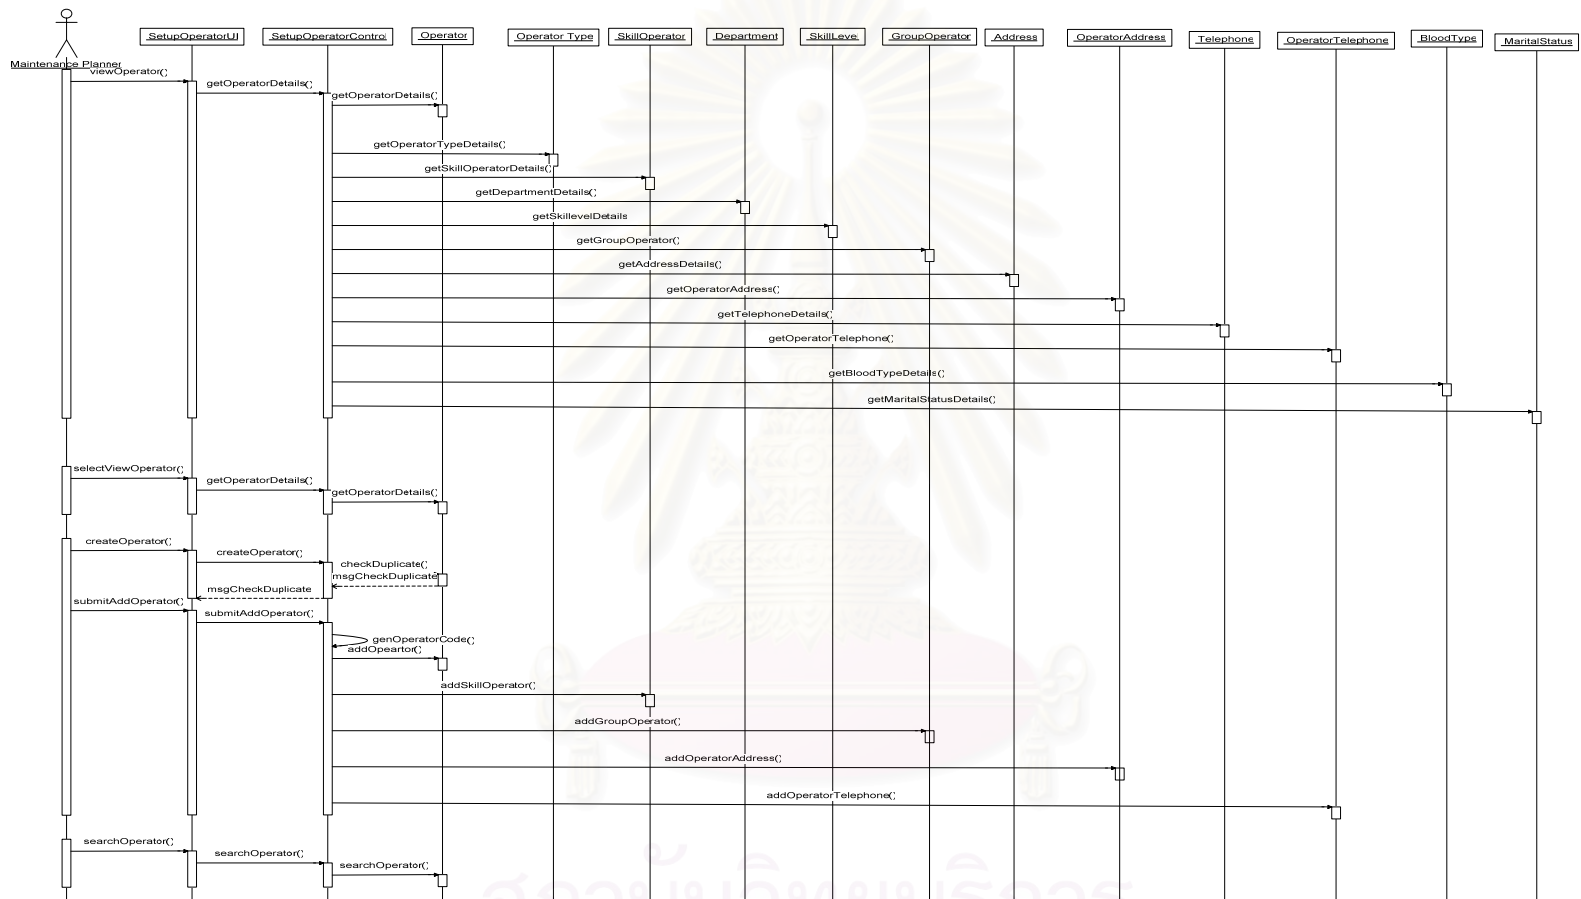 SetupOperatorUI
SetupOperatorControl
Operator
Operator Type
SkillOperator
Department
SkillLevel
GroupOperator
Address
OperatorAddress
Telephone
OperatorTelephone
BloodType
MaritalStatus
Maintenance Planner
viewOperator()
getOperatorDetails()
getOperatorDetails()
getOperatorTypeDetails()
getSkillOperatorDetails()
getDepartmentDetails()
getSkillevelDetails
getGroupOperator()
getAddressDetails()
getOperatorAddress()
getTelephoneDetails()
getOperatorTelephone()
getBloodTypeDetails()
getMaritalStatusDetails()
selectViewOperator()
getOperatorDetails()
getOperatorDetails()
createOperator()
createOperator()
checkDuplicate()
msgCheckDuplicate
msgCheckDuplicate
submitAddOperator()
submitAddOperator()
genOperatorCode()
addOpeartor()
addSkillOperator()
addGroupOperator()
addOperatorAddress()
addOperatorTelephone()
searchOperator()
searchOperator()
searchOperator()